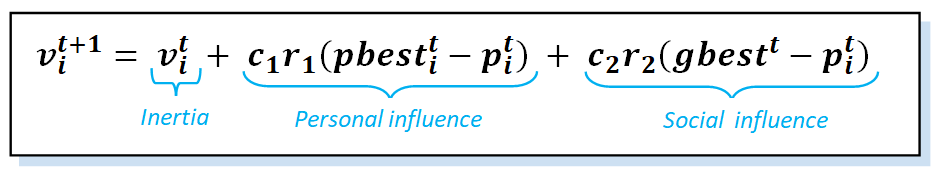 v_i^{t+1} = v_i^t + c_1r_1(pbest_i^t − p_i^t) + c_2r_2(gbest^t − p_i^t)
Inertia Personal influence Social influence